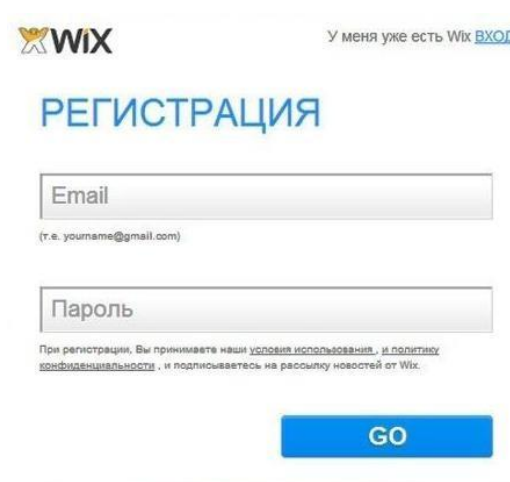 WiX
У меня уже есть Wix ВХОД
РЕГИСТРАЦИЯ
Email
(т.е. yourname@gmail.com)
Пароль
При регистрации, Вы принимаете наши условия использования , и политику
конфиденциальности , и подписываетесь на рассылку новостей от Wix.
GO